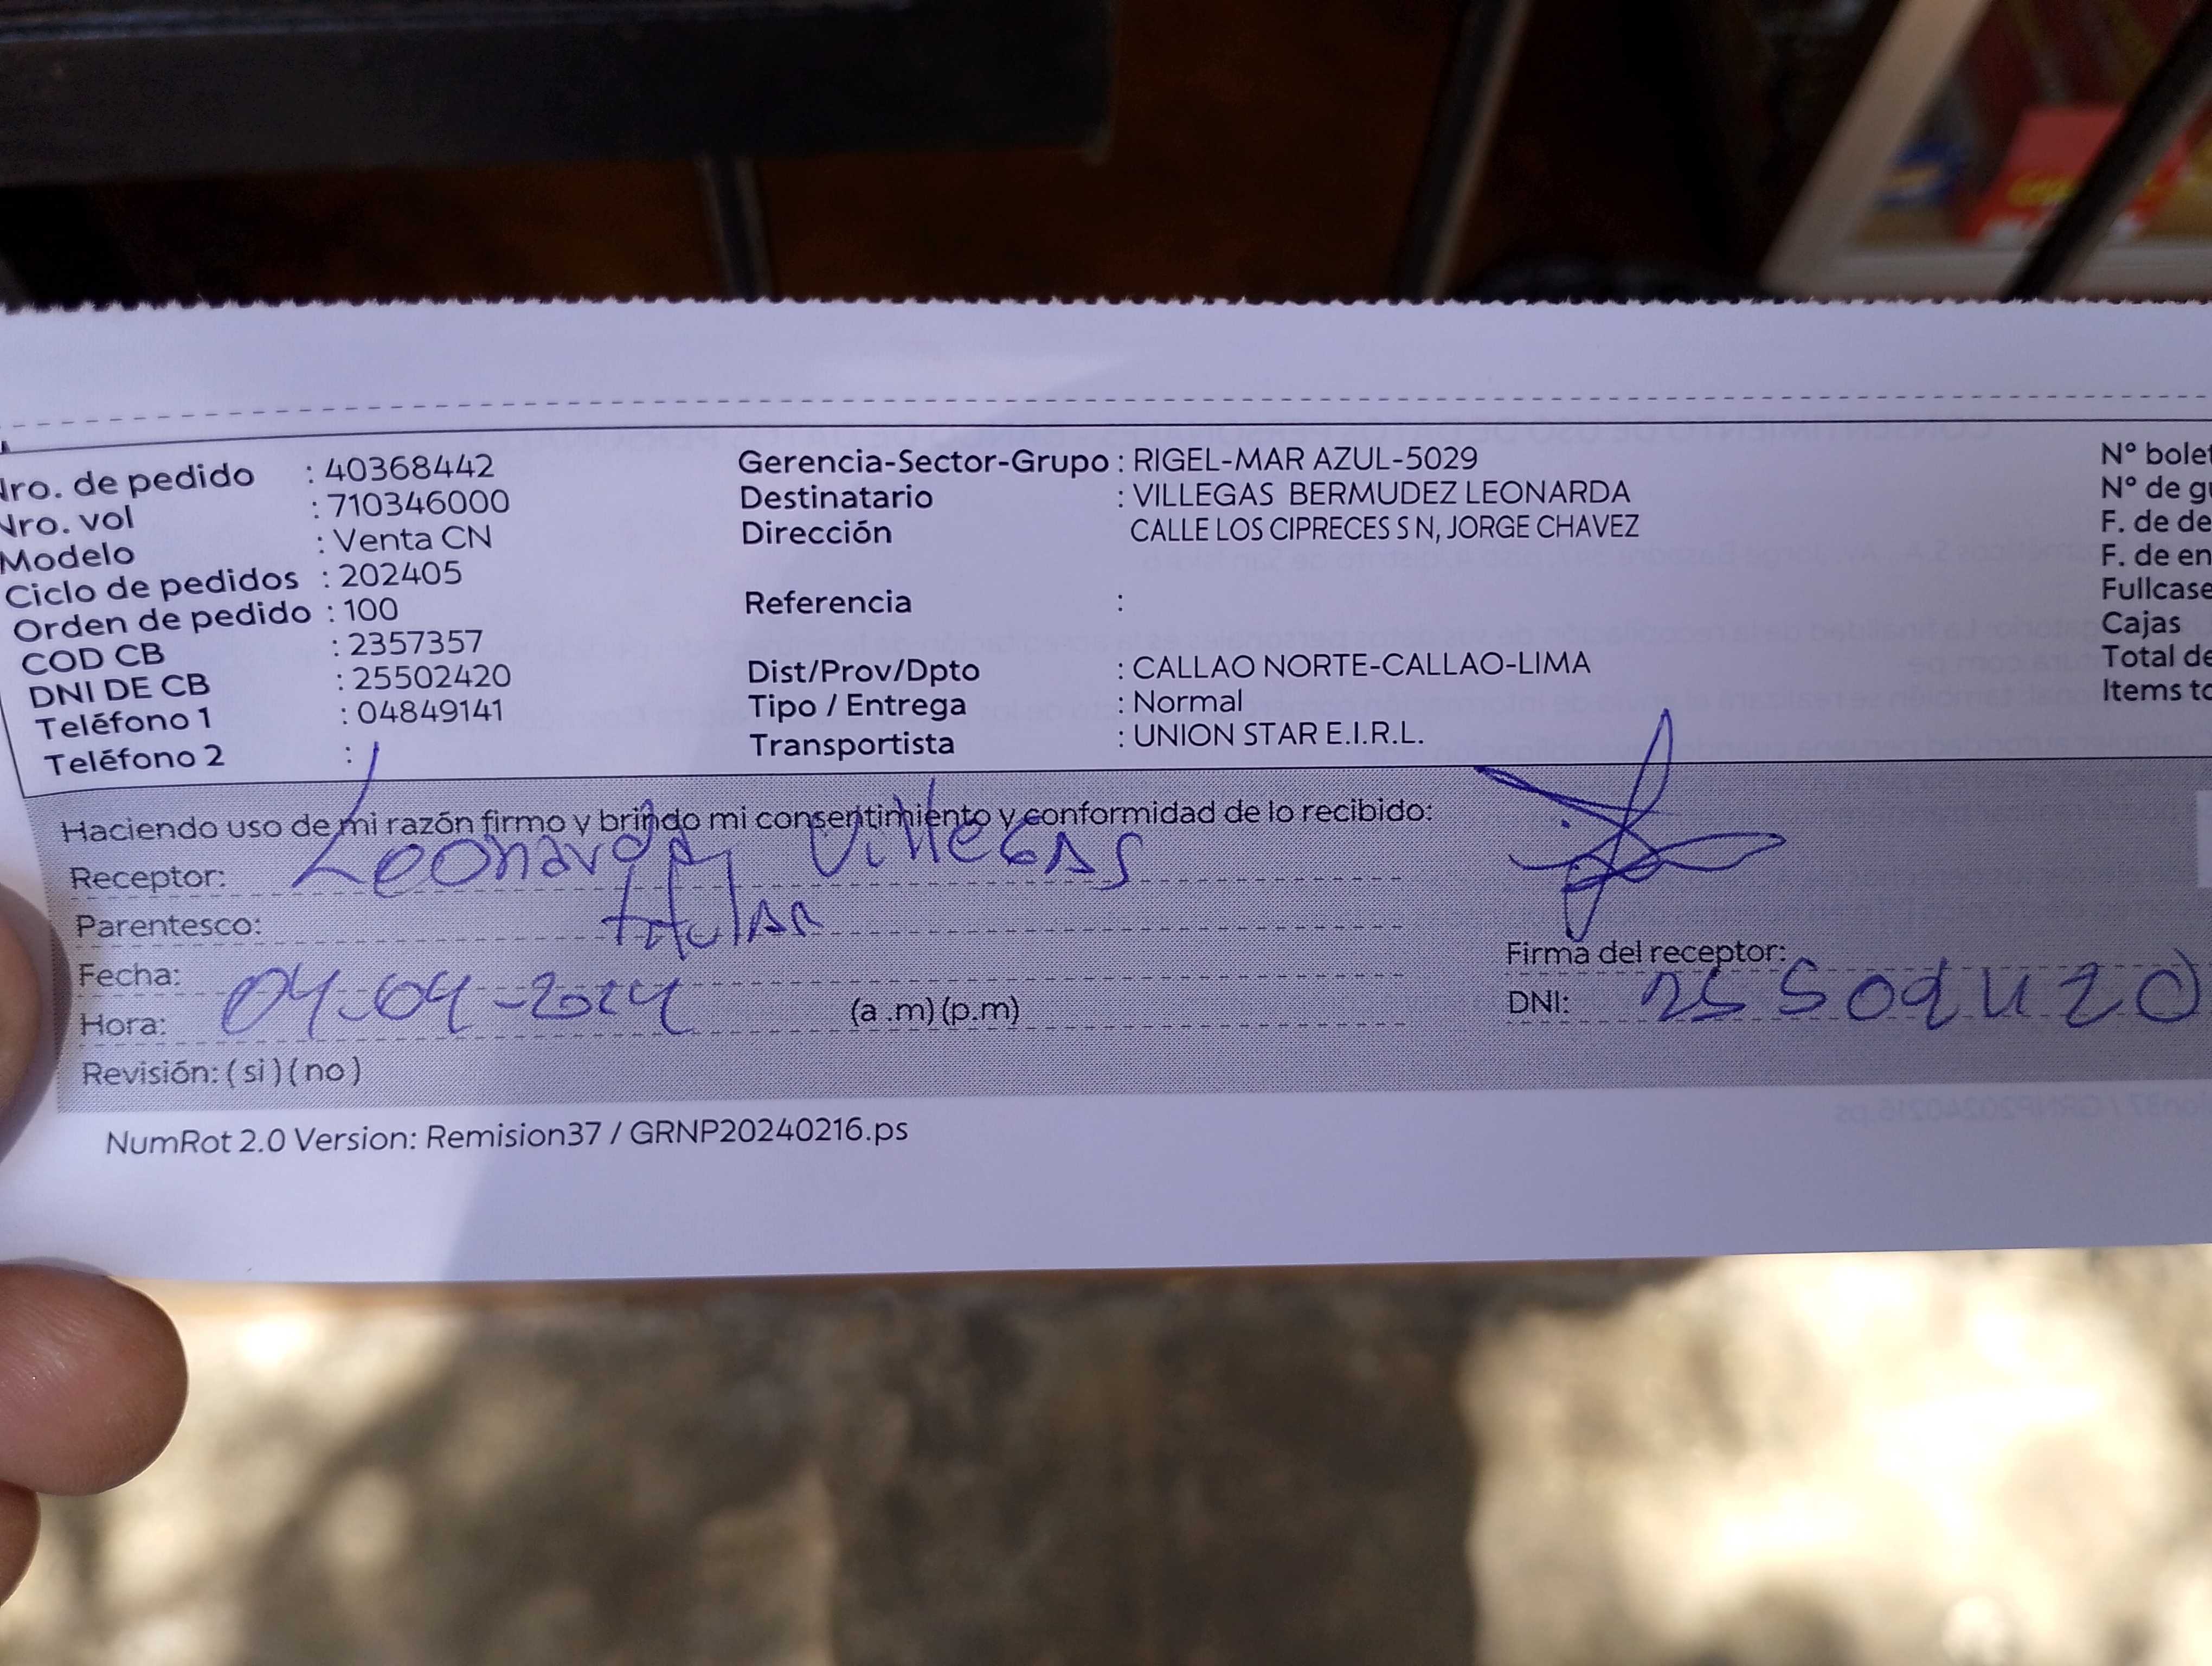 Nro. de pedido : 40368442
Nro. vol : 710346000
Modelo : Venta CN
Ciclo de pedidos : 202405
Orden de pedido : 100
COD CB : 2357357
DNI DE CB : 25502420
Teléfono 1 : 04849141
Teléfono 2 :
Gerencia-Sector-Grupo : RIGEL-MAR AZUL-5029
Destinatario : VILLEGAS BERMUDEZ LEONARDA
Dirección CALLE LOS CIPRECES S N, JORGE CHAVEZ
Referencia :
Dist/Prov/Dpto : CALLAO NORTE-CALLAO-LIMA
Tipo / Entrega : Normal
Transportista : UNION STAR E.I.R.L.
Nº bolet
Nº de gu
F. de de
F. de en
Fullcase
Cajas
Total de
Items to
Haciendo uso de mi razón firmo y brindo mi consentimiento y conformidad de lo recibido:
Receptor: Leonarda Villegas
Parentesco: titular
Fecha: 04-04-2024
Hora: (a .m) (p.m)
Revisión: ( si ) ( no )
Firma del receptor:
DNI: 25502420
NumRot 2.0 Version: Remision37 / GRNP20240216.ps